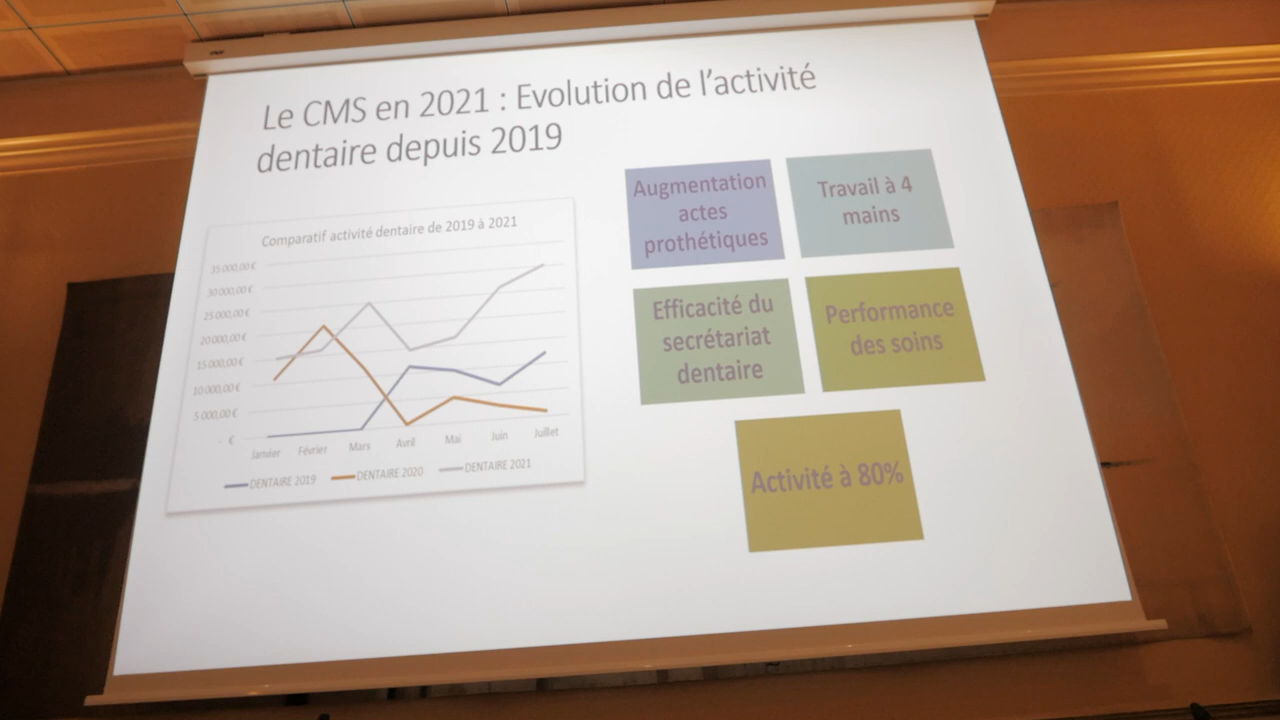 Le CMS en 2021 : Evolution de l'activité
dentaire depuis 2019
Comparatif activité dentaire de 2019 à 2021
35 000,00 €
30 000,00 €
25 000,00 €
20 000,00 €
15 000,00 €
10 000,00 €
5 000,00 €
- €
Janvier Février Mars Avril Mai Juin Juillet
DENTAIRE 2019 DENTAIRE 2020 DENTAIRE 2021
Augmentation
actes
prothétiques
Travail à 4
mains
Efficacité du
secrétariat
dentaire
Performance
des soins
Activité à 80%